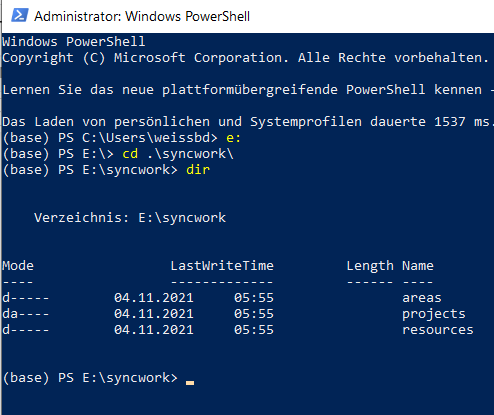 Administrator: Windows PowerShell
Windows PowerShell
Copyright (C) Microsoft Corporation. Alle Rechte vorbehalten.
Lernen Sie das neue plattformübergreifende PowerShell kennen –
Das Laden von persönlichen und Systemprofilen dauerte 1537 ms.
(base) PS C:\Users\weissbd> e:
(base) PS E:\> cd .\syncwork\
(base) PS E:\syncwork> dir
Verzeichnis: E:\syncwork
Mode LastWriteTime Length Name
---- ------------- ------ ----
d----- 04.11.2021 05:55 areas
da---- 04.11.2021 05:55 projects
d----- 04.11.2021 05:55 resources
(base) PS E:\syncwork>